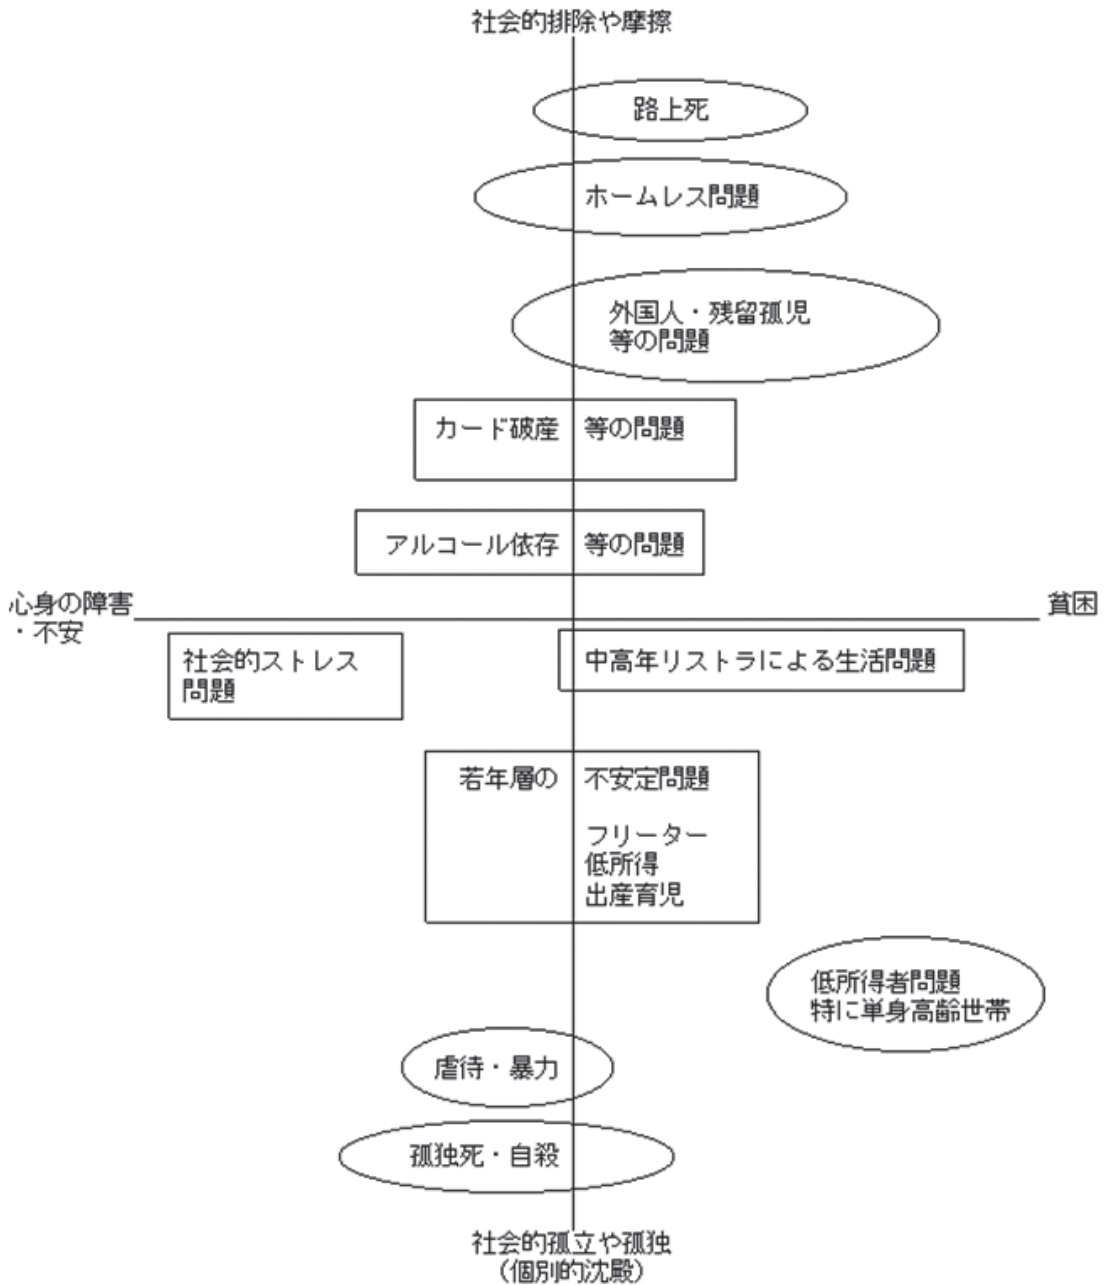 社会的排除や摩擦
路上死
ホームレス問題
外国人・残留孤児
等の問題
カード破産 等の問題
アルコール依存 等の問題
心身の障害
・不安
貧困
社会的ストレス
問題
中高年リストラによる生活問題
若年層の 不安定問題
フリーター
低所得
出産育児
低所得者問題
特に単身高齢世帯
虐待・暴力
孤独死・自殺
社会的孤立や孤独
(個別的沈殿)